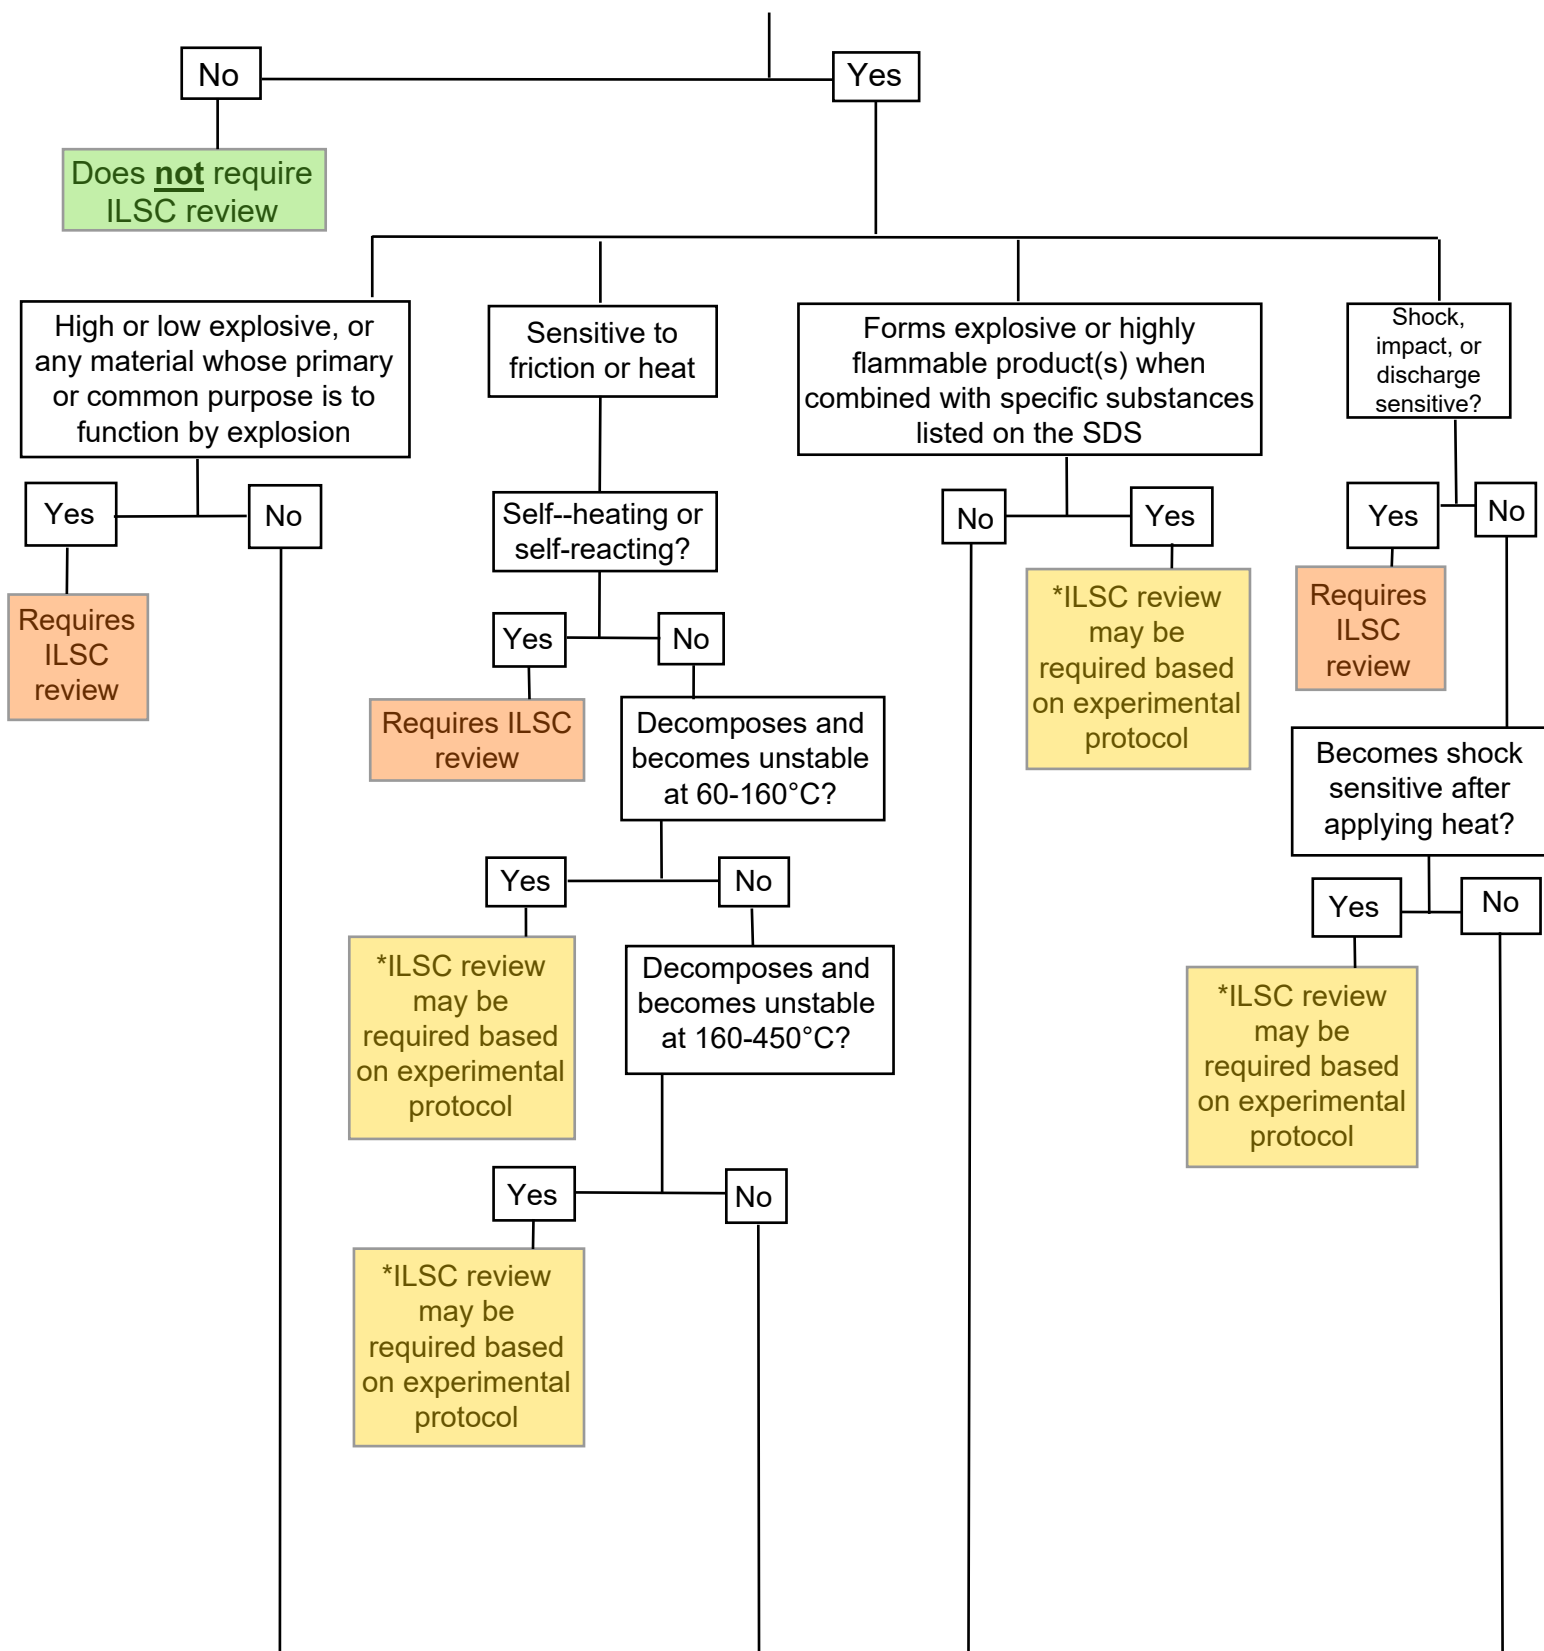 No
Yes
Does not require
ILSC review
High or low explosive, or
any material whose primary
or common purpose is to
function by explosion
Yes
No
Requires
ILSC
review
Sensitive to
friction or heat
Self--heating or
self-reacting?
Yes
No
Requires ILSC
review
Decomposes and
becomes unstable
at 60-160°C?
Yes
No
*ILSC review
may be
required based
on experimental
protocol
Decomposes and
becomes unstable
at 160-450°C?
Yes
No
*ILSC review
may be
required based
on experimental
protocol
Forms explosive or highly
flammable product(s) when
combined with specific substances
listed on the SDS
No
Yes
*ILSC review
may be
required based
on experimental
protocol
Shock,
impact, or
discharge
sensitive?
Yes
No
Requires
ILSC
review
Becomes shock
sensitive after
applying heat?
Yes
No
*ILSC review
may be
required based
on experimental
protocol